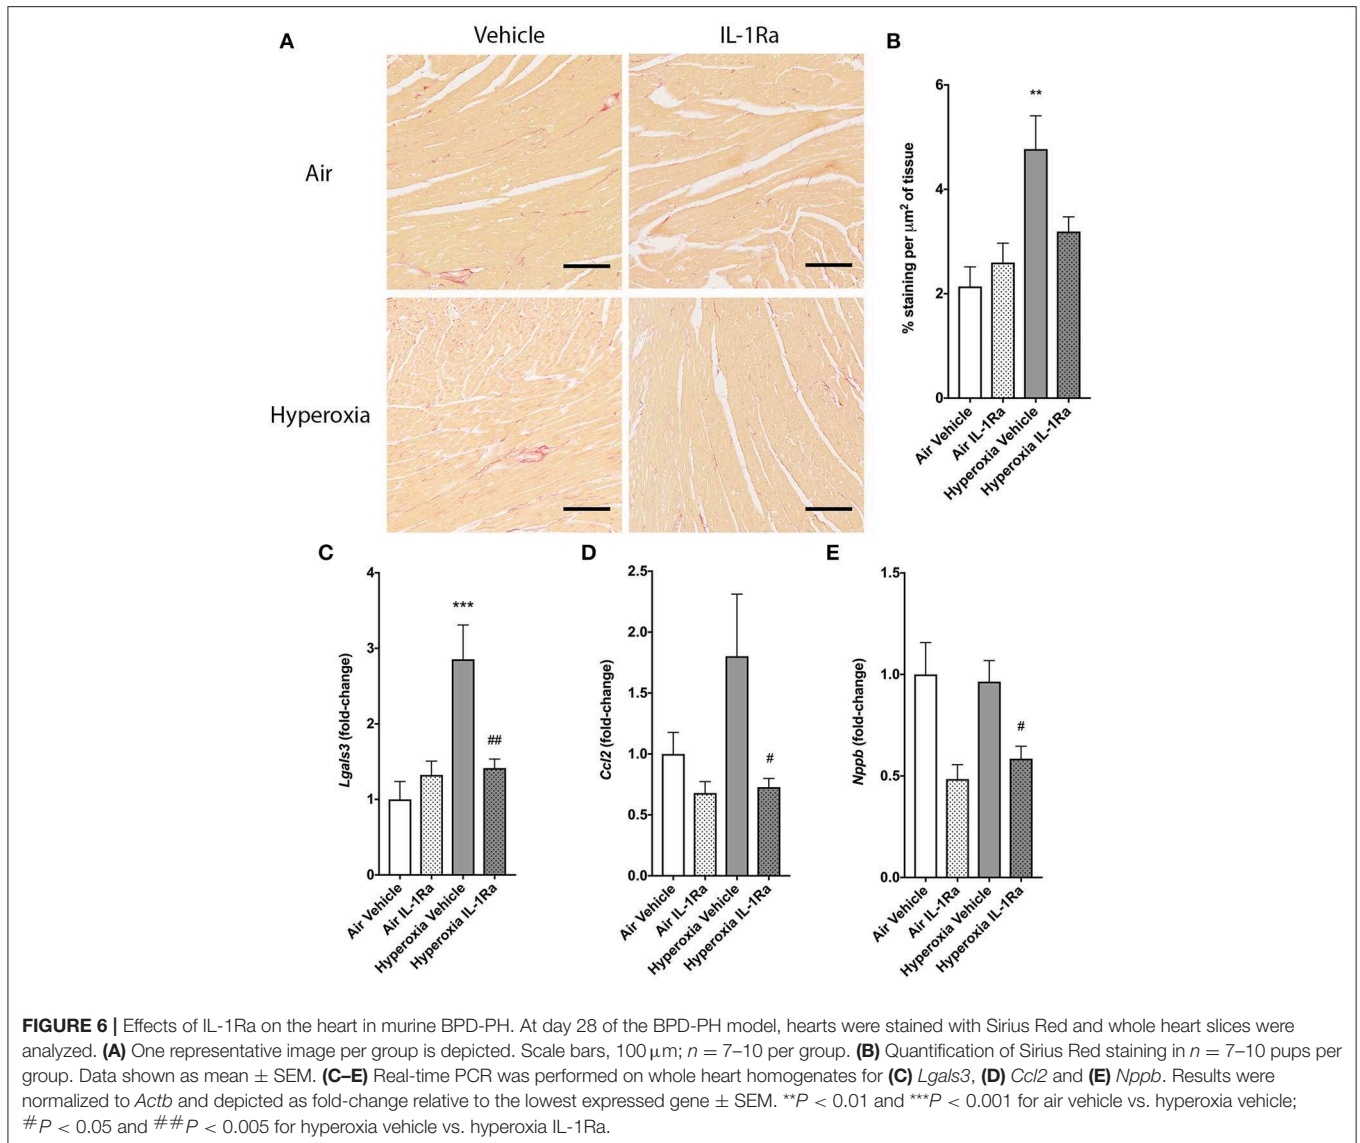 A
Vehicle
IL-1Ra
Air
Hyperoxia
B
% staining per μm² of tissue
6
4
2
0
**
Air Vehicle
Air IL-1Ra
Hyperoxia Vehicle
Hyperoxia IL-1Ra
C
Lgals3 (fold-change)
4
3
2
1
0
***
##
Air Vehicle
Air IL-1Ra
Hyperoxia Vehicle
Hyperoxia IL-1Ra
D
Ccl2 (fold-change)
2.5
2.0
1.5
1.0
0.5
0.0
#
Air Vehicle
Air IL-1Ra
Hyperoxia Vehicle
Hyperoxia IL-1Ra
E
Nppb (fold-change)
1.5
1.0
0.5
0.0
#
Air Vehicle
Air IL-1Ra
Hyperoxia Vehicle
Hyperoxia IL-1Ra
FIGURE 6 | Effects of IL-1Ra on the heart in murine BPD-PH. At day 28 of the BPD-PH model, hearts were stained with Sirius Red and whole heart slices were
analyzed. (A) One representative image per group is depicted. Scale bars, 100 μm; n = 7–10 per group. (B) Quantification of Sirius Red staining in n = 7–10 pups per
group. Data shown as mean ± SEM. (C–E) Real-time PCR was performed on whole heart homogenates for (C) Lgals3, (D) Ccl2 and (E) Nppb. Results were
normalized to Actb and depicted as fold-change relative to the lowest expressed gene ± SEM. **P < 0.01 and ***P < 0.001 for air vehicle vs. hyperoxia vehicle;
#P < 0.05 and ##P < 0.005 for hyperoxia vehicle vs. hyperoxia IL-1Ra.